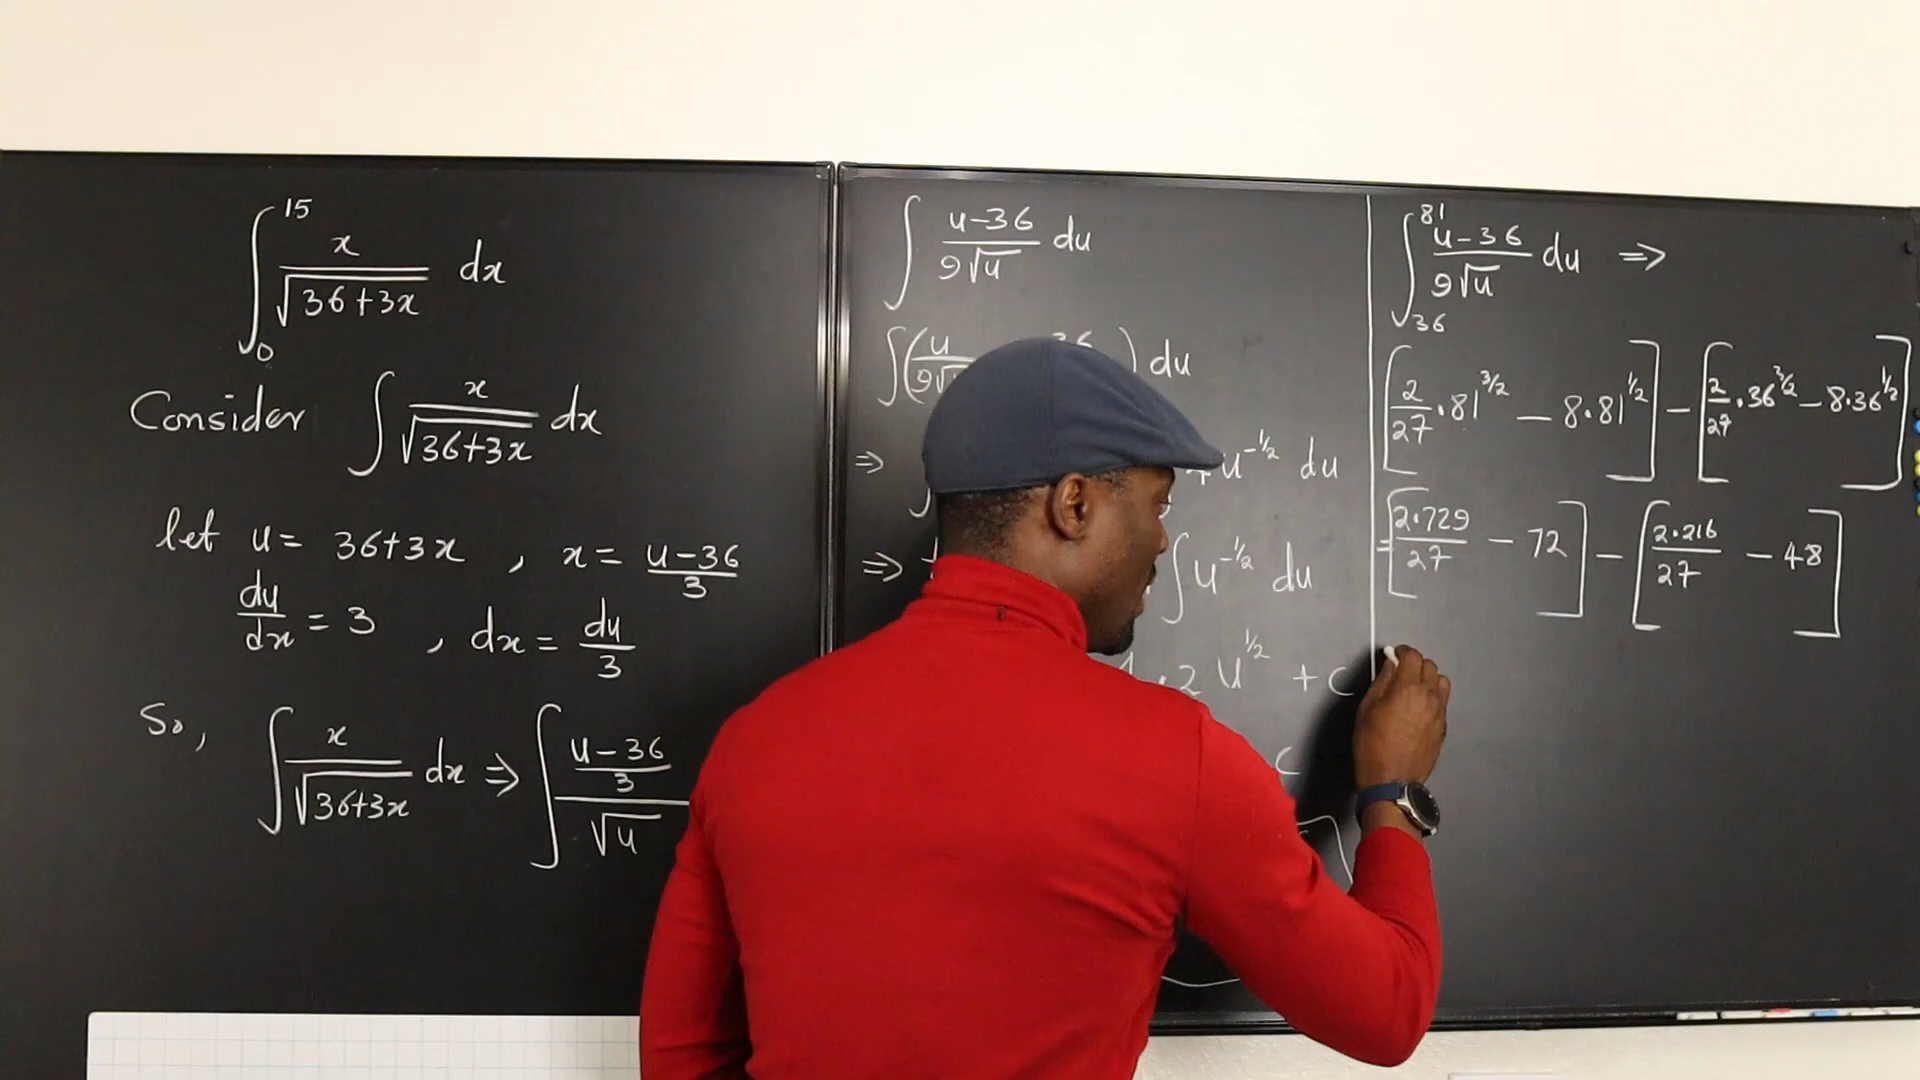 ∫₀¹⁵ x/√(36+3x) dx
Consider ∫ x/√(36+3x) dx
let u = 36+3x , x = (u-36)/3
du/dx = 3 , dx = du/3
So, ∫ x/√(36+3x) dx ⇒ ∫ ((u-36)/3)/√u
∫ (u-36)/(9√u) du
∫( u/9√u 36 ) du
⇒ ∫ u^(-1/2) du
⇒ ∫ u^(-1/2) du
. 2 u^(1/2) + c
c
∫₃₆⁸¹ (u-36)/(9√u) du ⇒
[2/27 · 81^(3/2) - 8·81^(1/2)] - [2/27 · 36^(3/2) - 8·36^(1/2)]
= [2·729/27 - 72] - [2·216/27 - 48]